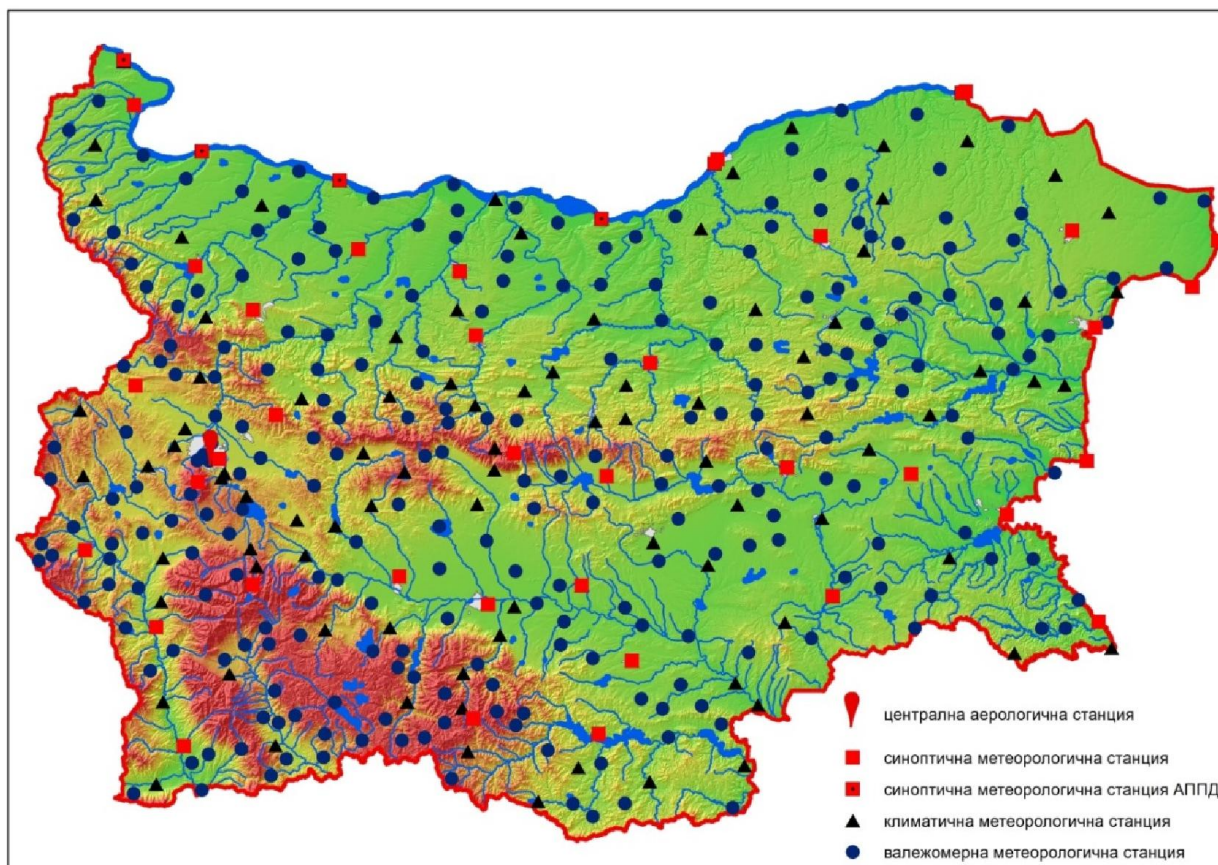 централна аерологична станция
синоптична метеорологична станция
синоптична метеорологична станция АППД
климатична метеорологична станция
валежомерна метеорологична станция